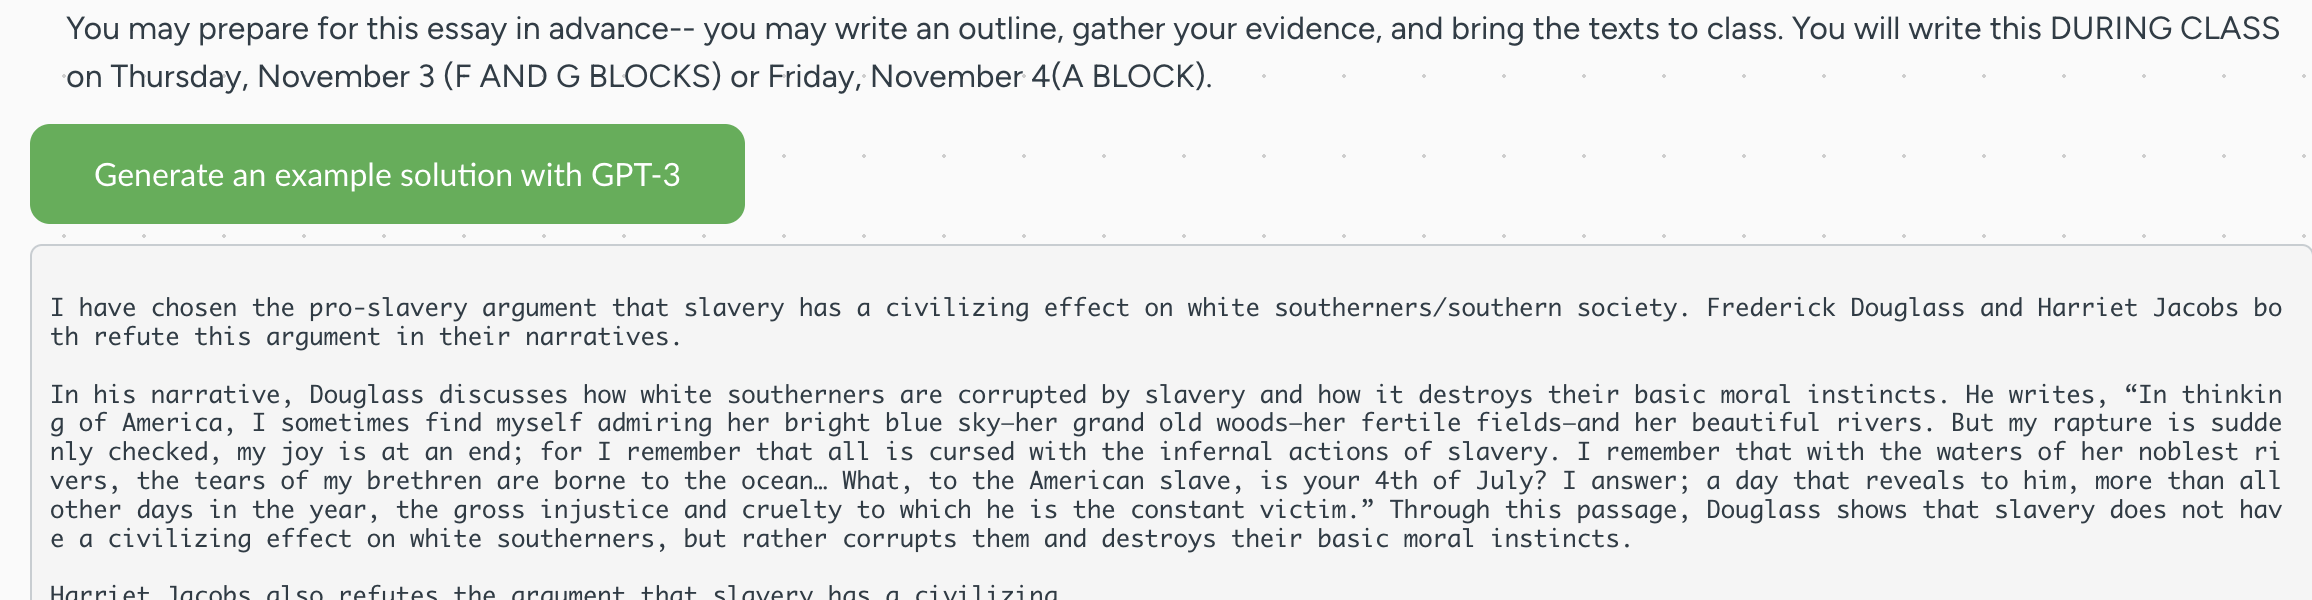 You may prepare for this essay in advance-- you may write an outline, gather your evidence, and bring the texts to class. You will write this DURING CLASS
on Thursday, November 3 (F AND G BLOCKS) or Friday, November 4(A BLOCK).
Generate an example solution with GPT-3
I have chosen the pro-slavery argument that slavery has a civilizing effect on white southerners/southern society. Frederick Douglass and Harriet Jacobs bo
th refute this argument in their narratives.
In his narrative, Douglass discusses how white southerners are corrupted by slavery and how it destroys their basic moral instincts. He writes, “In thinkin
g of America, I sometimes find myself admiring her bright blue sky—her grand old woods—her fertile fields—and her beautiful rivers. But my rapture is sudde
nly checked, my joy is at an end; for I remember that all is cursed with the infernal actions of slavery. I remember that with the waters of her noblest ri
vers, the tears of my brethren are borne to the ocean… What, to the American slave, is your 4th of July? I answer; a day that reveals to him, more than all
other days in the year, the gross injustice and cruelty to which he is the constant victim.” Through this passage, Douglass shows that slavery does not hav
e a civilizing effect on white southerners, but rather corrupts them and destroys their basic moral instincts.
Harriet Jacobs also refutes the argument that slavery has a civilizing